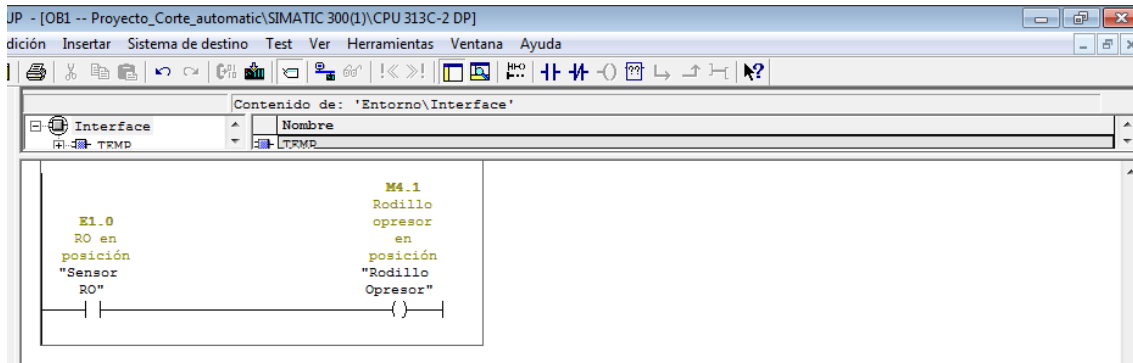 UP - [OB1 -- Proyecto_Corte_automatic\SIMATIC 300(1)\CPU 313C-2 DP]
dición Insertar Sistema de destino Test Ver Herramientas Ventana Ayuda
Contenido de: 'Entorno\Interface'
Interface
Nombre
TEMP
TEMP
M4.1
Rodillo
opresor
en
posición
"Rodillo
Opresor"
E1.0
RO en
posición
"Sensor
RO"